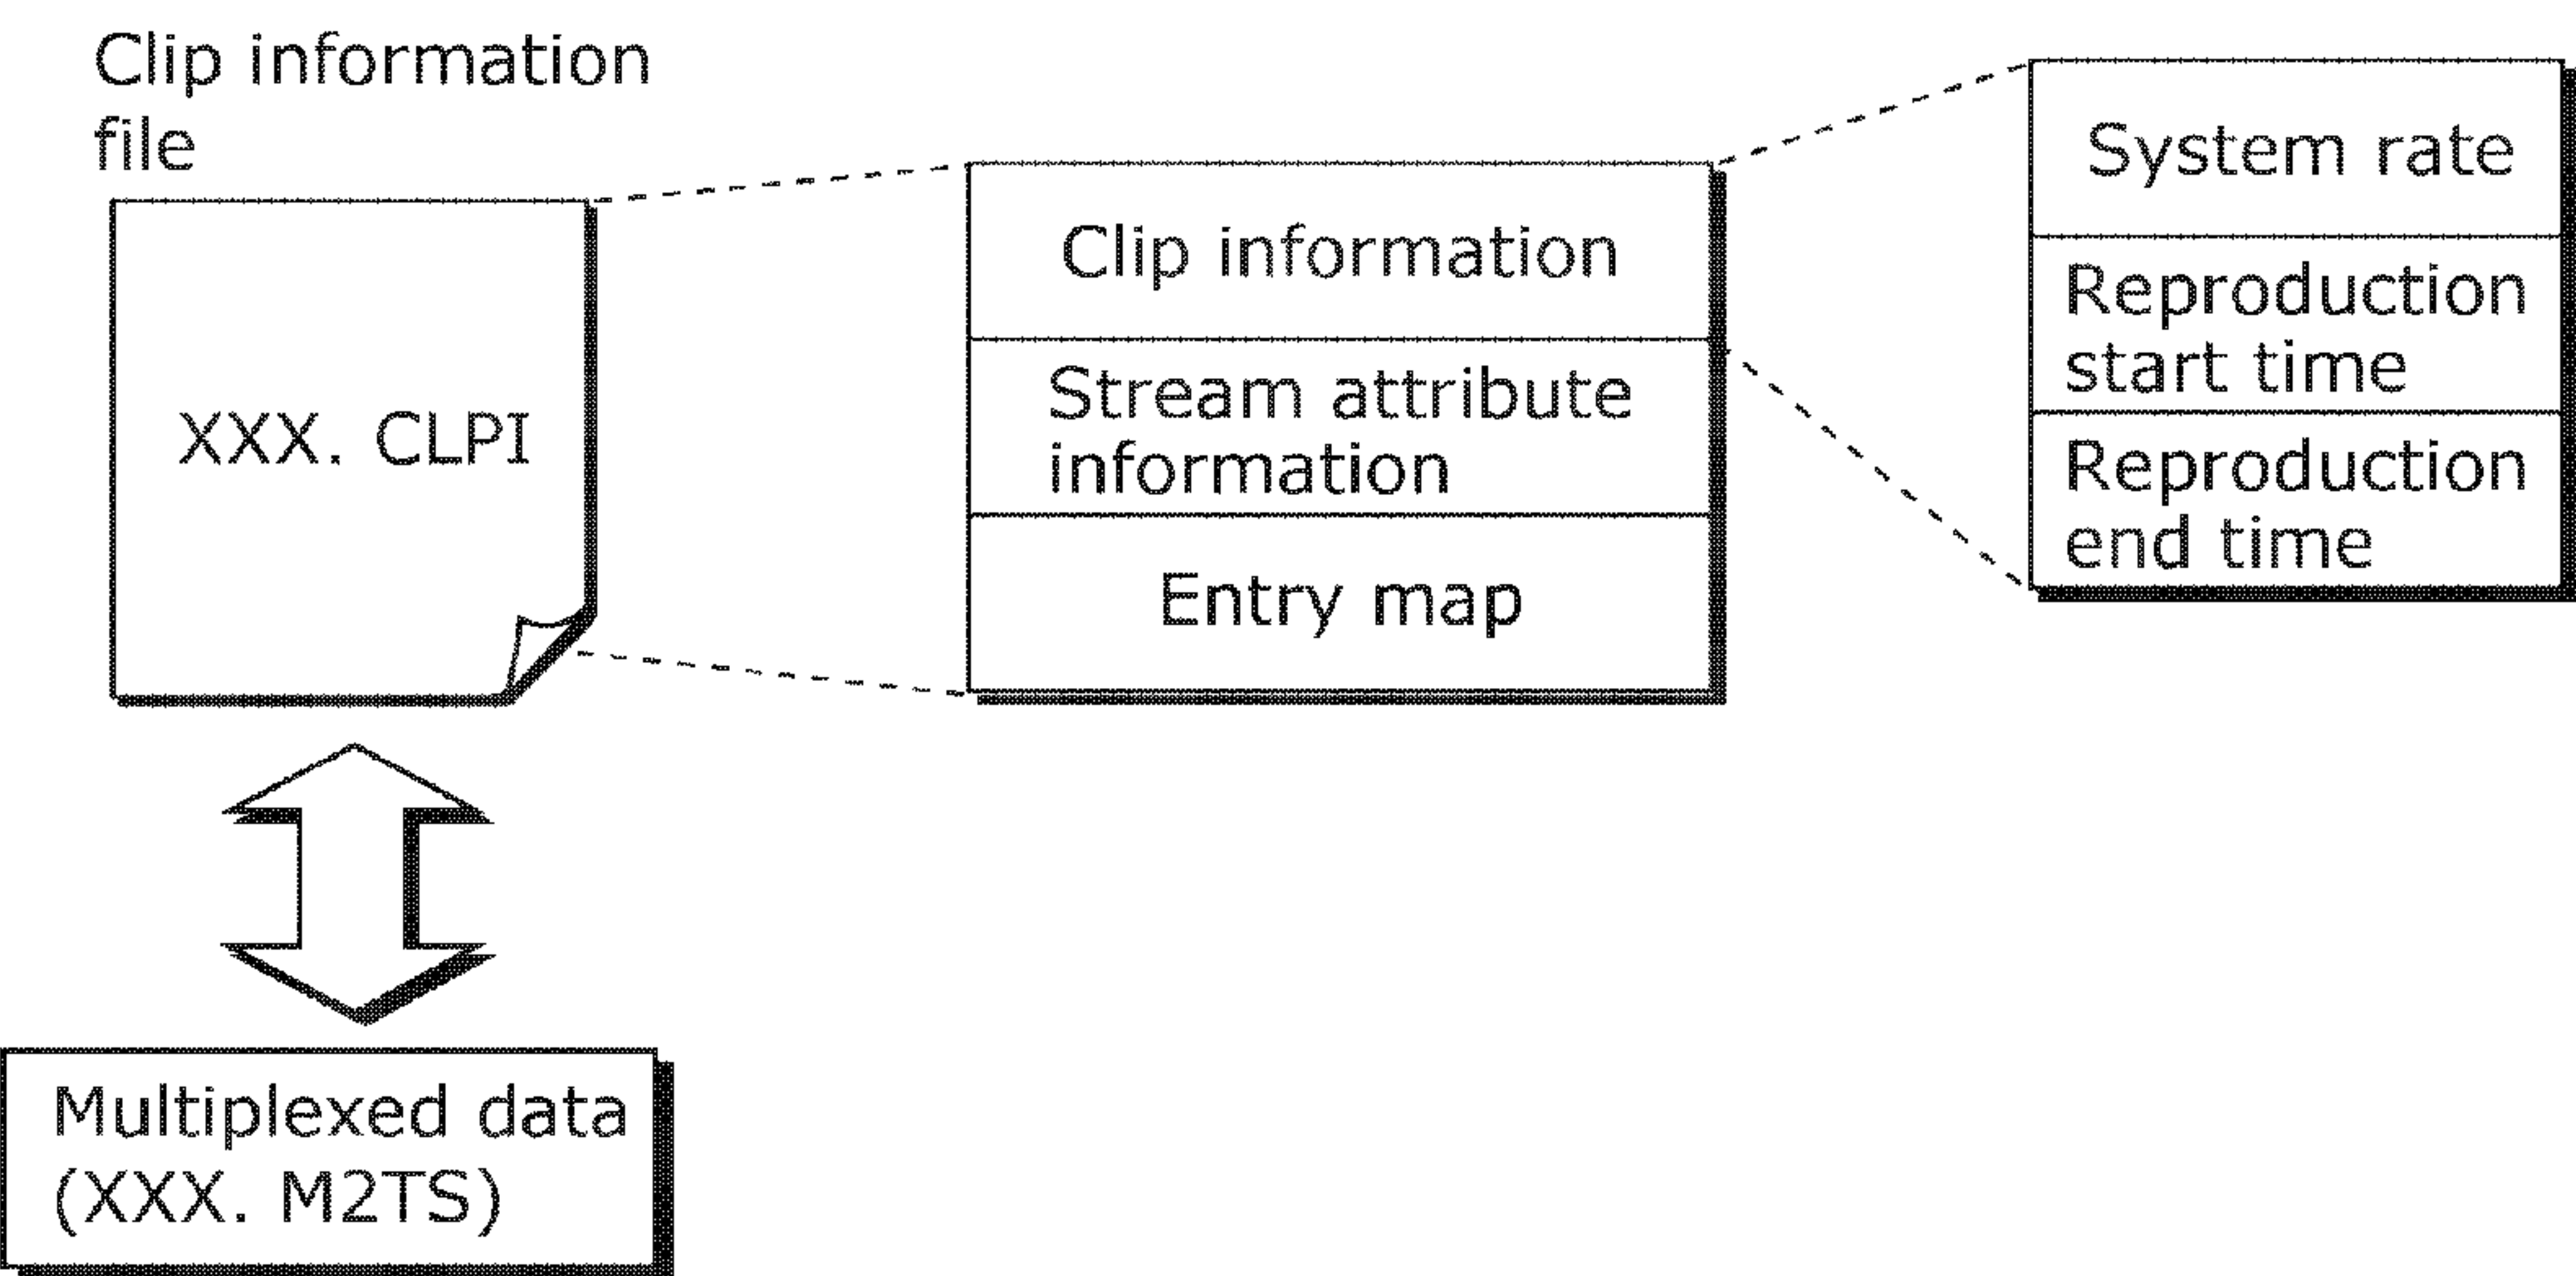 Clip information
file
XXX. CLPI
Clip information
Stream attribute
information
Entry map
System rate
Reproduction
start time
Reproduction
end time
Multiplexed data
(XXX. M2TS)